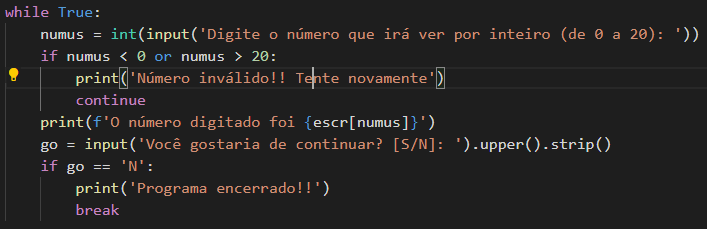 while True:
    numus = int(input('Digite o número que irá ver por inteiro (de 0 a 20): '))
    if numus < 0 or numus > 20:
        print('Número inválido!! Tente novamente')
        continue
    print(f'O número digitado foi {escr[numus]}')
    go = input('Você gostaria de continuar? [S/N]: ').upper().strip()
    if go == 'N':
        print('Programa encerrado!!')
        break